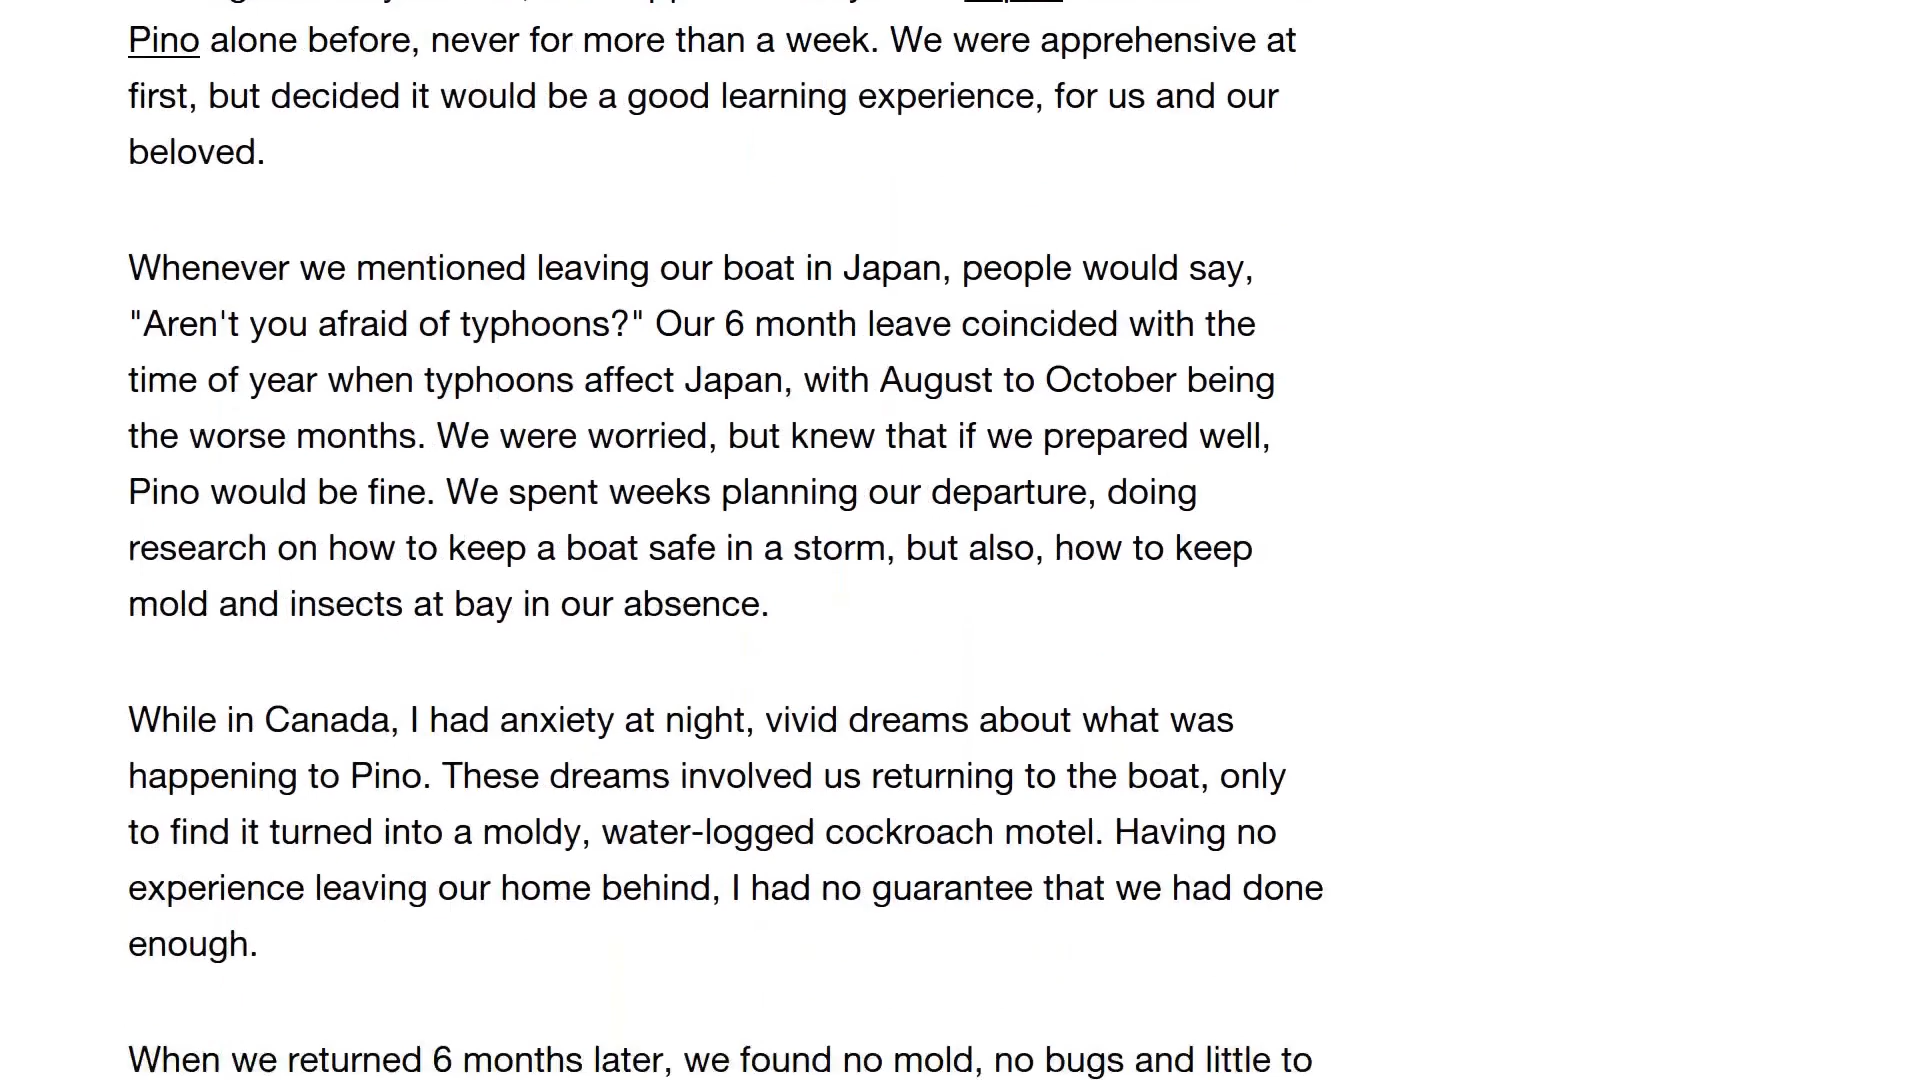 Pino alone before, never for more than a week. We were apprehensive at
first, but decided it would be a good learning experience, for us and our
beloved.
Whenever we mentioned leaving our boat in Japan, people would say,
"Aren't you afraid of typhoons?" Our 6 month leave coincided with the
time of year when typhoons affect Japan, with August to October being
the worse months. We were worried, but knew that if we prepared well,
Pino would be fine. We spent weeks planning our departure, doing
research on how to keep a boat safe in a storm, but also, how to keep
mold and insects at bay in our absence.
While in Canada, I had anxiety at night, vivid dreams about what was
happening to Pino. These dreams involved us returning to the boat, only
to find it turned into a moldy, water-logged cockroach motel. Having no
experience leaving our home behind, I had no guarantee that we had done
enough.
When we returned 6 months later, we found no mold, no bugs and little to